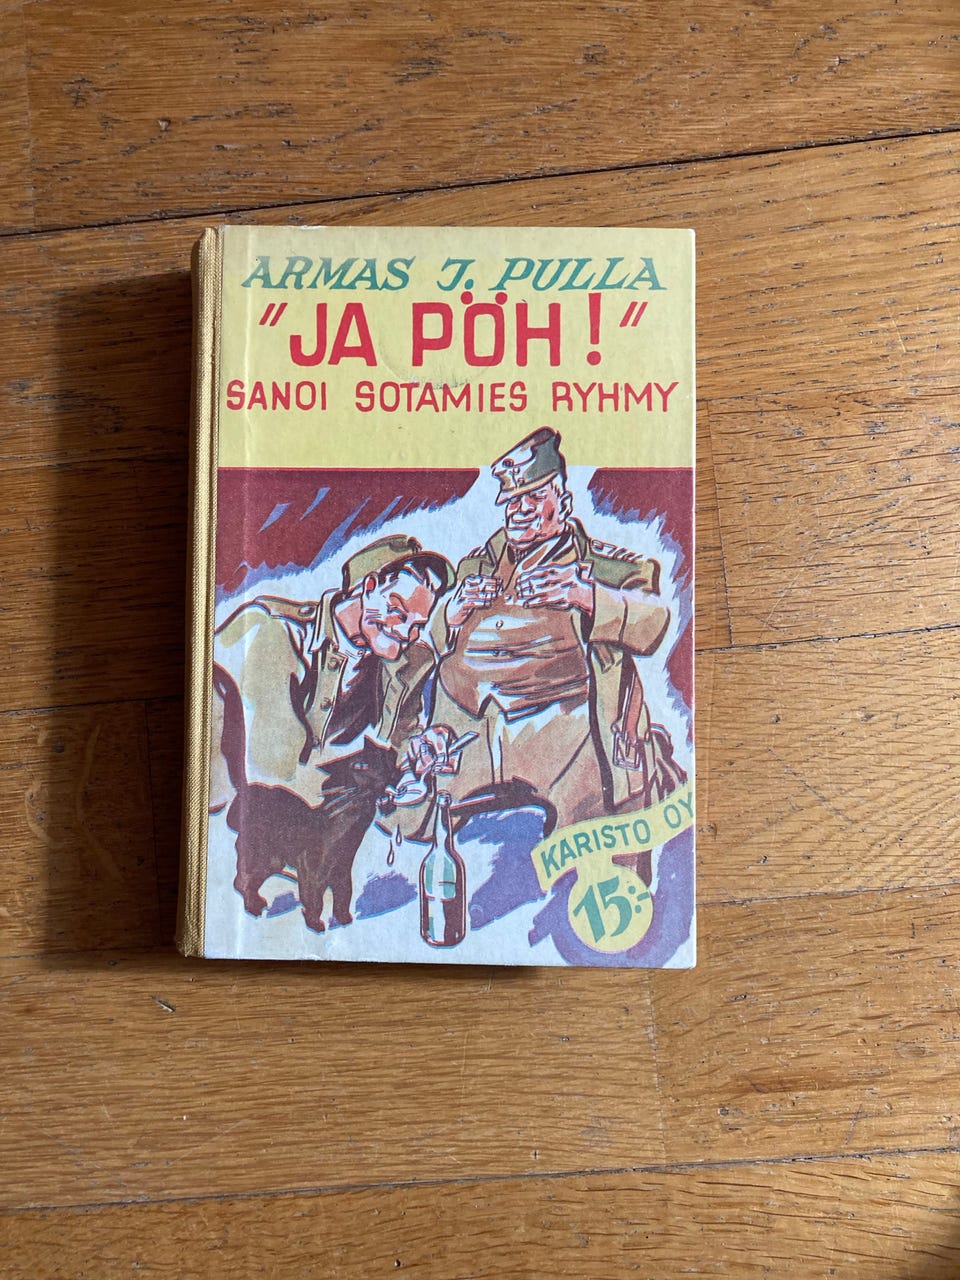 ARMAS J. PULLA
"JA PÖH!"
SANOI SOTAMIES RYHMY
KARISTO OY
15:-